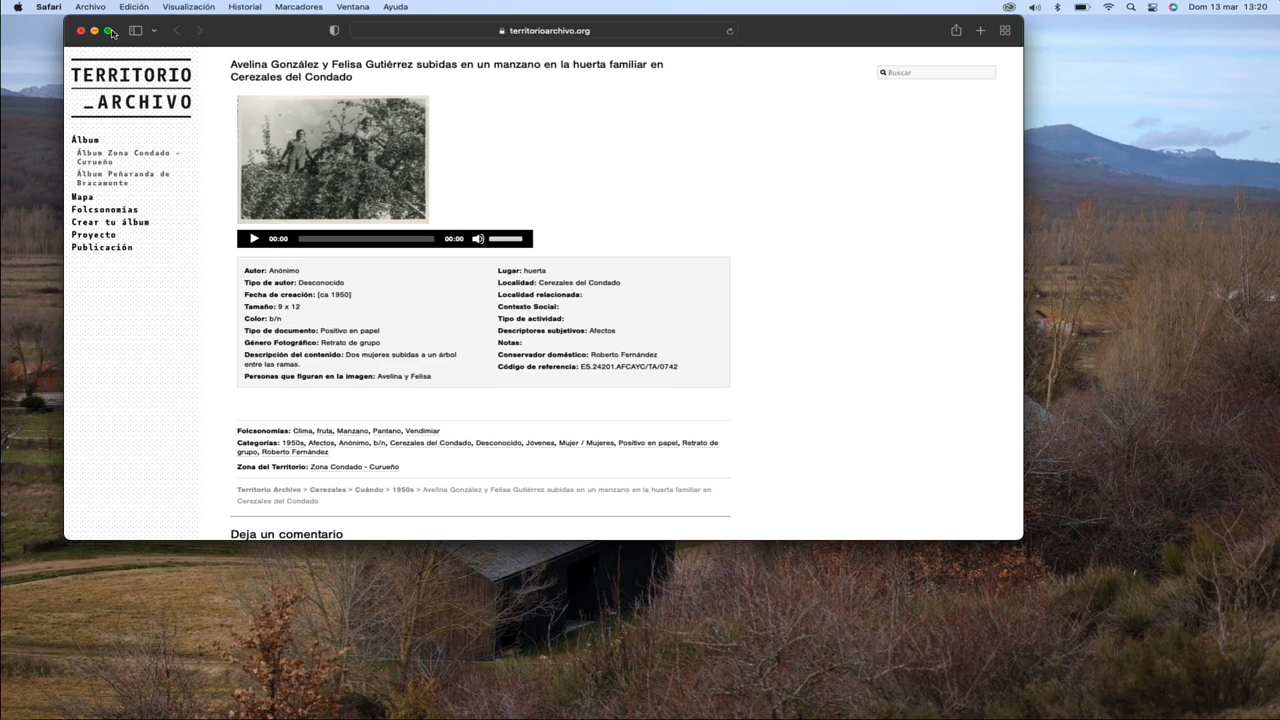 Safari Archivo Edición Visualización Historial Marcadores Ventana Ayuda Dom 13 mar 13:20
territorioarchivo.org
TERRITORIO
_ARCHIVO
Álbum
Álbum Zona Condado –
Curueño
Álbum Peñaranda de
Bracamonte
Mapa
Folcsonomías
Crear tu álbum
Proyecto
Publicación
Avelina González y Felisa Gutiérrez subidas en un manzano en la huerta familiar en
Cerezales del Condado
Buscar
00:00 00:00
Autor: Anónimo
Tipo de autor: Desconocido
Fecha de creación: [ca 1950]
Tamaño: 9 x 12
Color: b/n
Tipo de documento: Positivo en papel
Género Fotográfico: Retrato de grupo
Descripción del contenido: Dos mujeres subidas a un árbol
entre las ramas.
Personas que figuran en la imagen: Avelina y Felisa
Lugar: huerta
Localidad: Cerezales del Condado
Localidad relacionada:
Contexto Social:
Tipo de actividad:
Descriptores subjetivos: Afectos
Notas:
Conservador doméstico: Roberto Fernández
Código de referencia: ES.24201.AFCAYC/TA/0742
Folcsonomías: Clima, fruta, Manzano, Pantano, Vendimiar
Categorías: 1950s, Afectos, Anónimo, b/n, Cerezales del Condado, Desconocido, Jóvenes, Mujer / Mujeres, Positivo en papel, Retrato de
grupo, Roberto Fernández
Zona del Territorio: Zona Condado - Curueño
Territorio Archivo > Cerezales > Cuándo > 1950s > Avelina González y Felisa Gutiérrez subidas en un manzano en la huerta familiar en
Cerezales del Condado
Deja un comentario